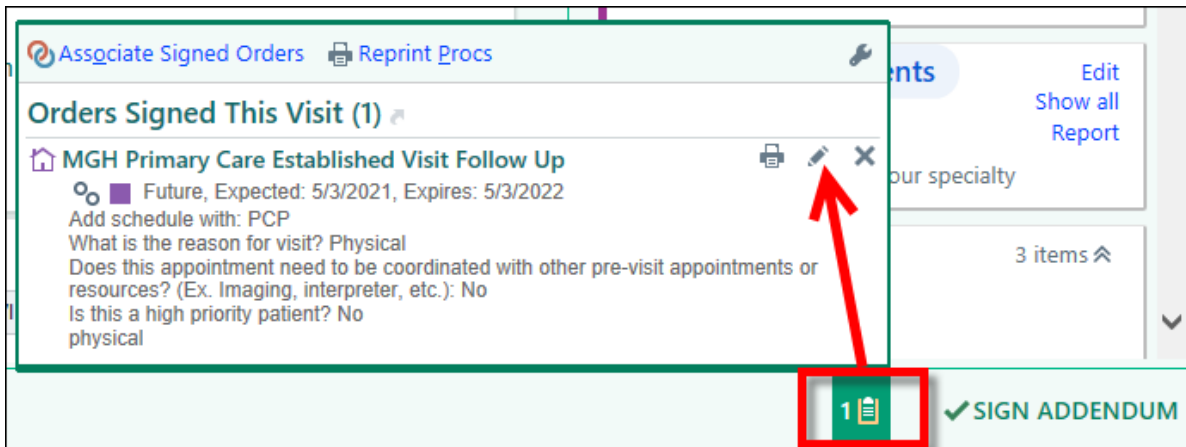 Associate Signed Orders Reprint Procs
Orders Signed This Visit (1)
MGH Primary Care Established Visit Follow Up
Future, Expected: 5/3/2021, Expires: 5/3/2022
Add schedule with: PCP
What is the reason for visit? Physical
Does this appointment need to be coordinated with other pre-visit appointments or
resources? (Ex. Imaging, interpreter, etc.): No
Is this a high priority patient? No
physical
nts
Edit
Show all
Report
our specialty
3 items
1
SIGN ADDENDUM